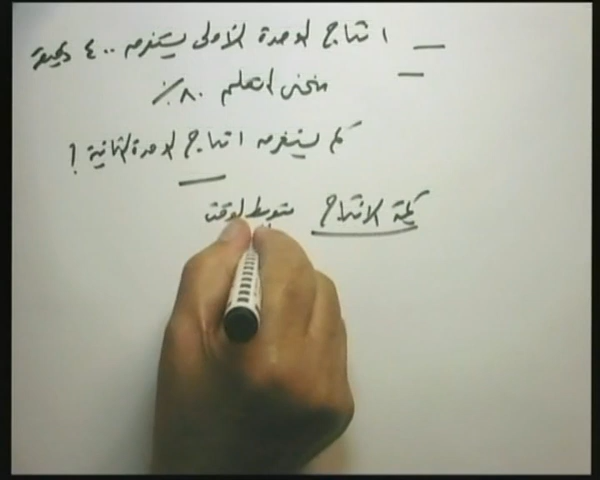 انتاج الوحدة الأولى يستغرق ٤٠٠ دقيقة
منحنى التعلم ٨٠٪
كم يستغرق انتاج الوحدة الثانية ؟
كمية الانتاج متوسط الوقت